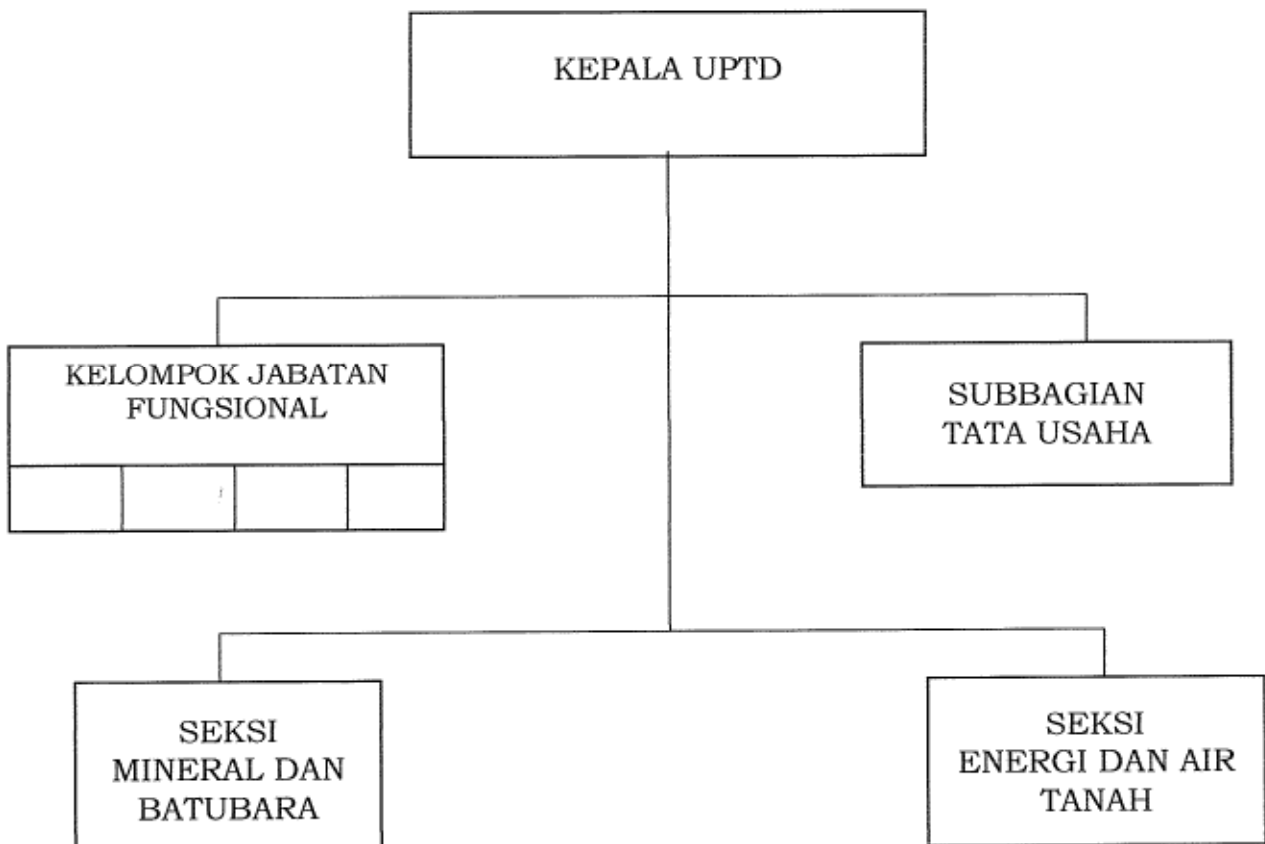 KEPALA UPTD
KELOMPOK JABATAN
FUNGSIONAL
SUBBAGIAN
TATA USAHA
SEKSI
MINERAL DAN
BATUBARA
SEKSI
ENERGI DAN AIR
TANAH